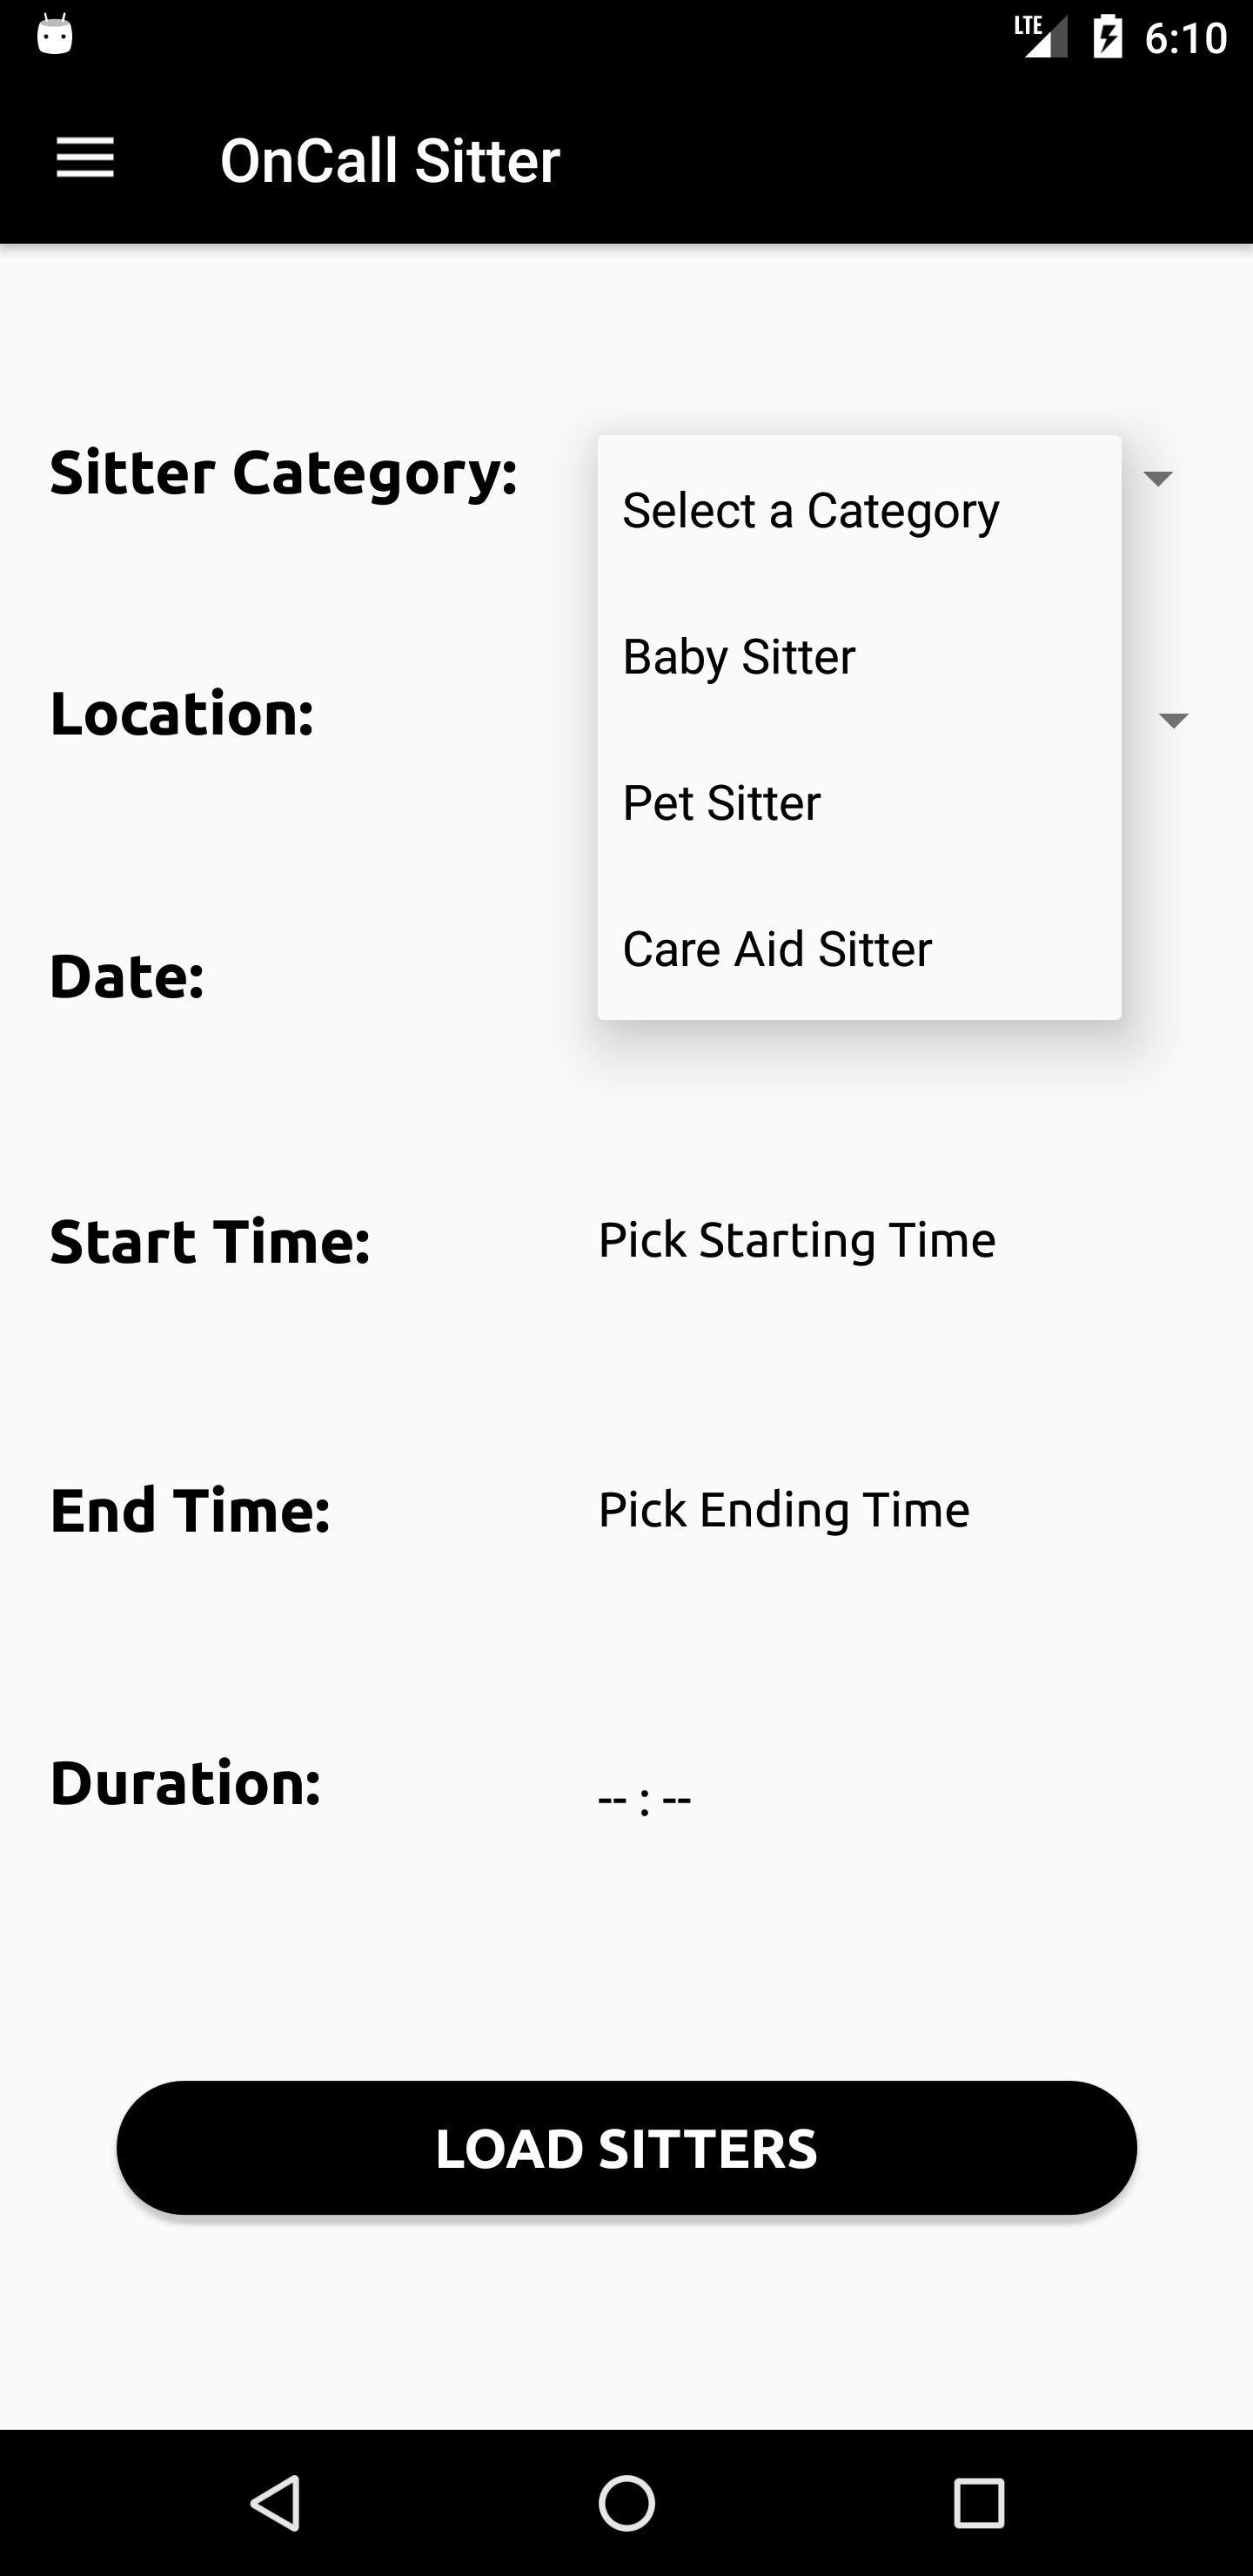 LTE 6:10
OnCall Sitter
Sitter Category:
Select a Category
Baby Sitter
Location:
Pet Sitter
Care Aid Sitter
Date:
Start Time: Pick Starting Time
End Time: Pick Ending Time
Duration: -- : --
LOAD SITTERS